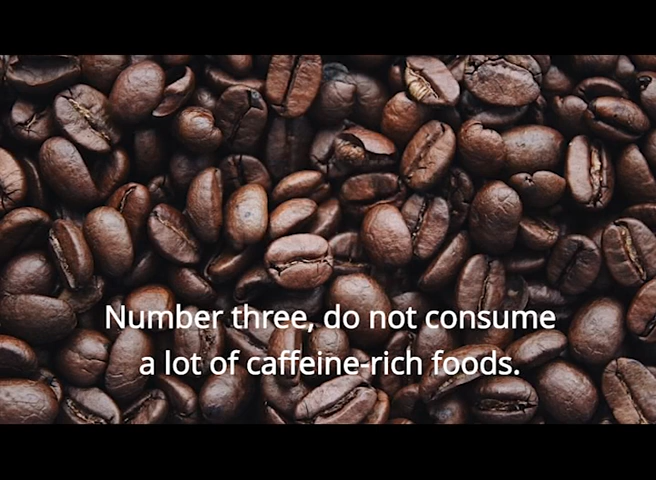 Number three, do not consume
a lot of caffeine-rich foods.